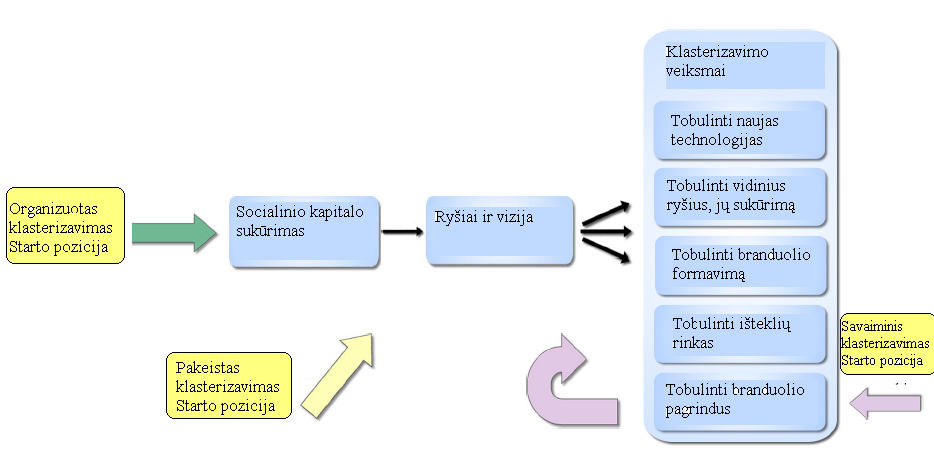 Klasterizavimo
veiksmai
Tobulinti naujas
technologijas
Tobulinti vidinius
ryšius, jų sukūrimą
Tobulinti branduolio
formavimą
Tobulinti išteklių
rinkas
Tobulinti branduolio
pagrindus
Organizuotas
klasterizavimas
Starto pozicija
Socialinio kapitalo
sukūrimas
Ryšiai ir vizija
Savaiminis
klasterizavimas
Starto pozicija
Pakeistas
klasterizavimas
Starto pozicija